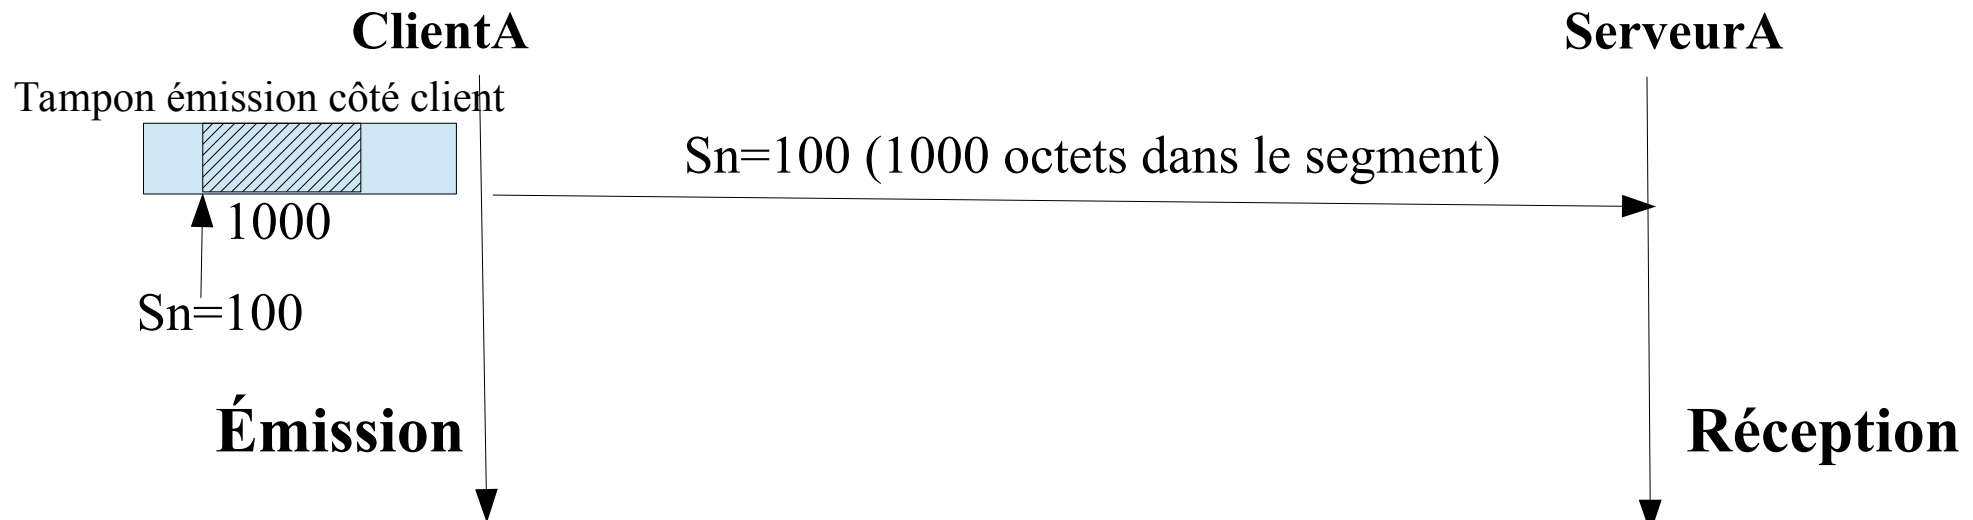 ClientA
ServeurA
Tampon émission côté client
Sn=100 (1000 octets dans le segment)
1000
Sn=100
Émission
Réception